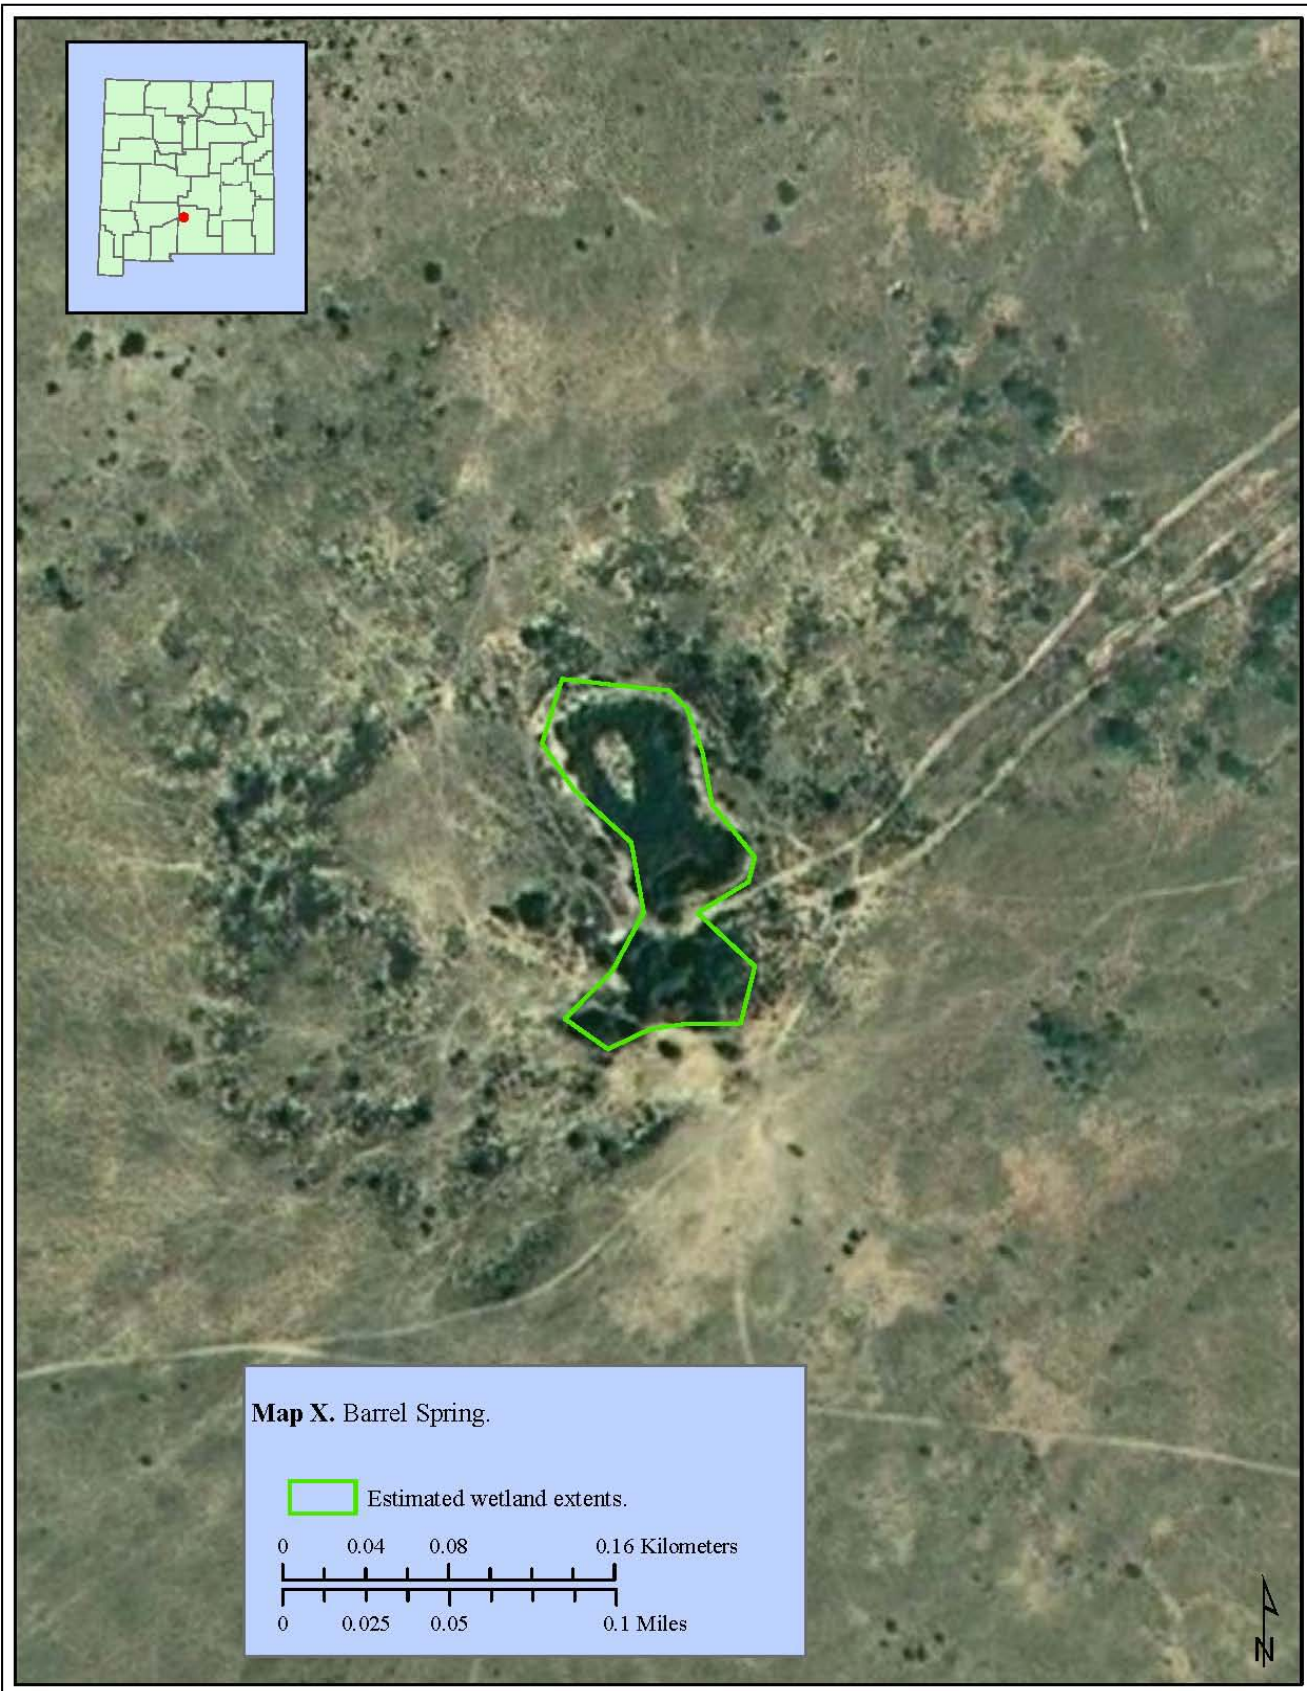 Map X. Barrel Spring.
Estimated wetland extents.
0 0.04 0.08 0.16 Kilometers
0 0.025 0.05 0.1 Miles
N